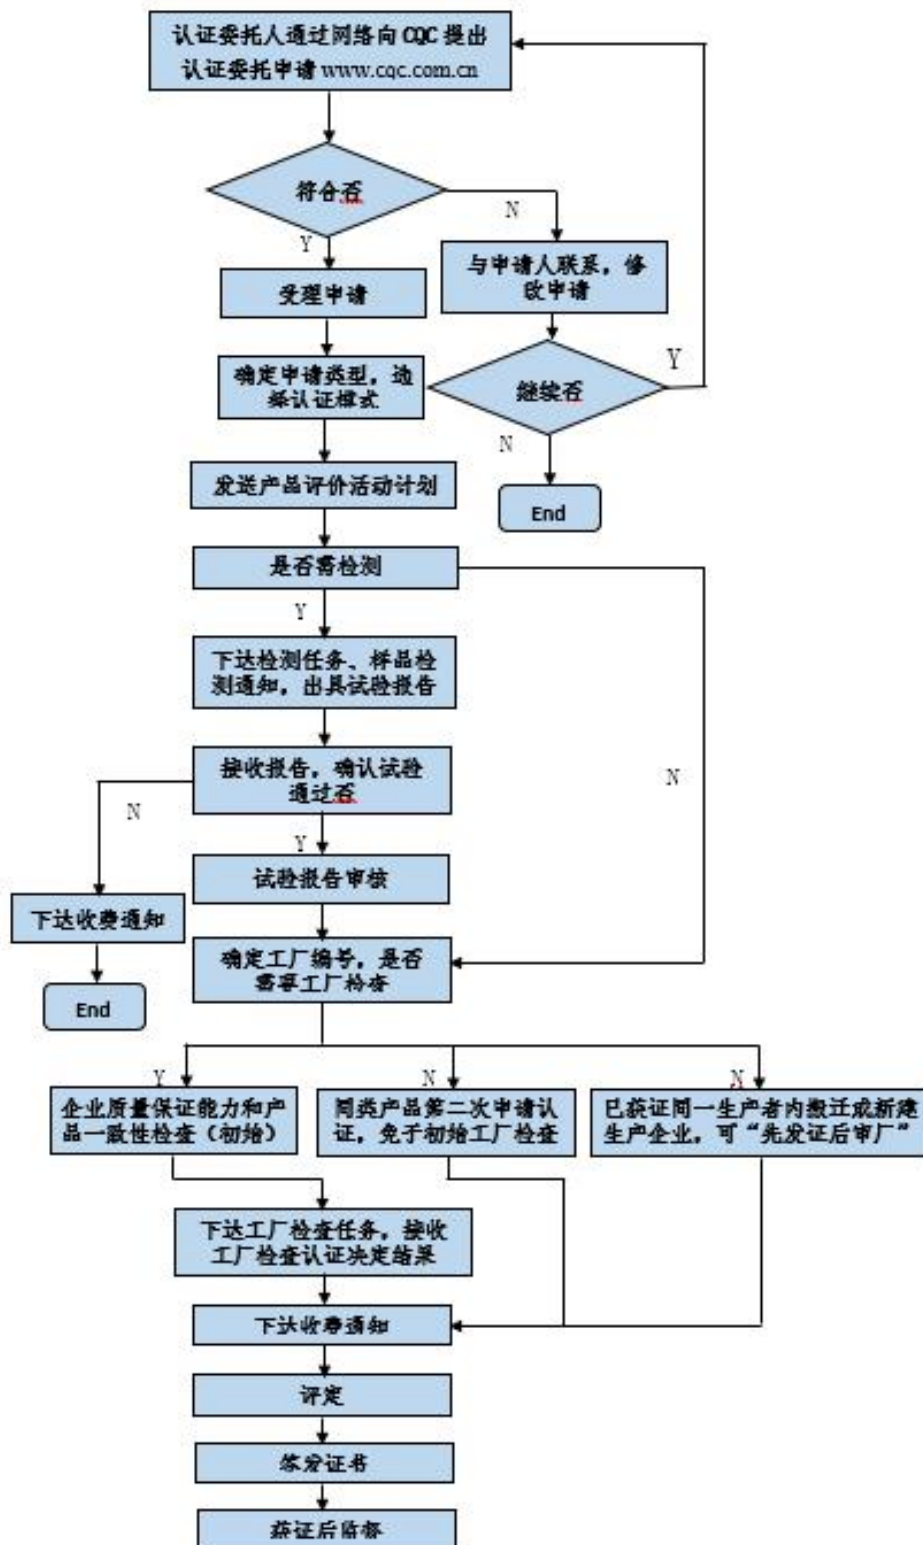 认证委托人通过网络向 CQC 提出
认证委托申请 www.cqc.com.cn
符合否
N
Y
与申请人联系，修
改申请
受理申请
确定申请类型，选
择认证模式
继续否
Y
N
发送产品评价活动计划
End
是否需检测
Y
下达检测任务、样品检
测通知，出具试验报告
接收报告，确认试验
通过否
N
N
Y
试验报告审核
下达收费通知
确定工厂编号，是否
需要工厂检查
End
Y
N
N
企业质量保证能力和产
品一致性检查（初始）
同类产品第二次申请认
证，免于初始工厂检查
已获证同一生产者内搬迁或新建
生产企业，可“先发证后审厂”
下达工厂检查任务，接收
工厂检查认证决定结果
下达收费通知
评定
签发证书
获证后监督